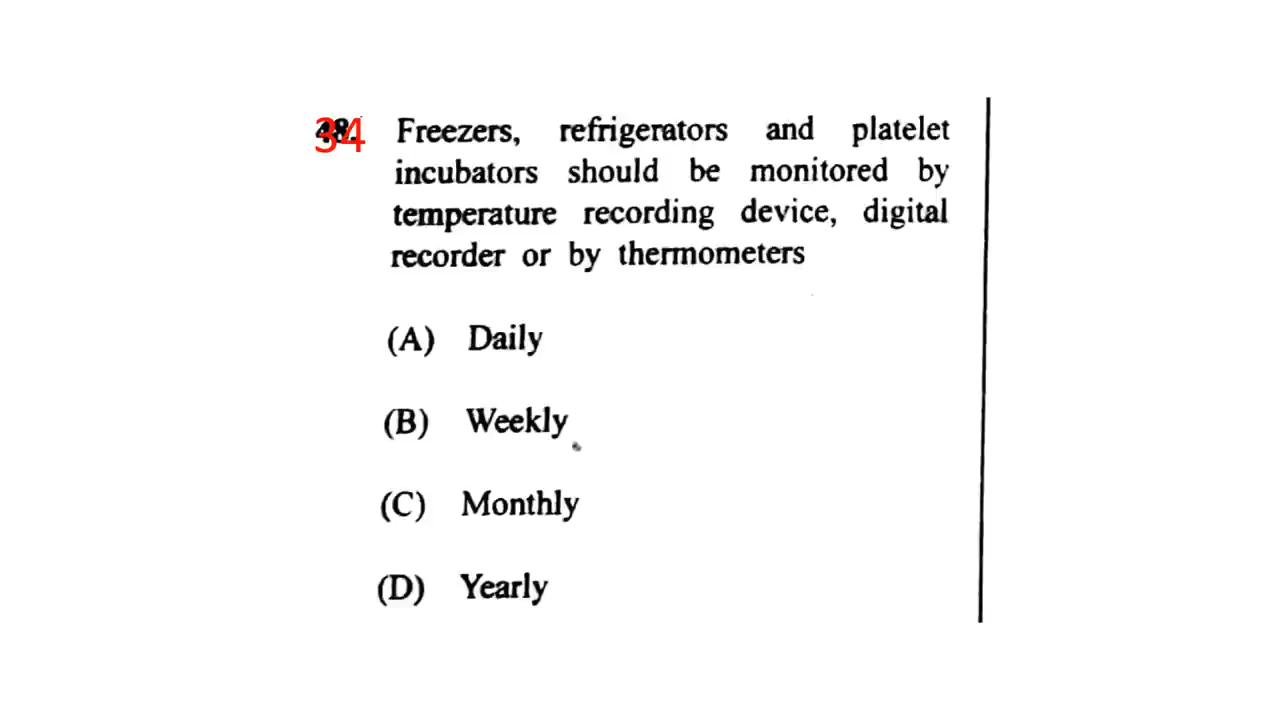 34 Freezers, refrigerators and platelet
incubators should be monitored by
temperature recording device, digital
recorder or by thermometers
(A) Daily
(B) Weekly
(C) Monthly
(D) Yearly